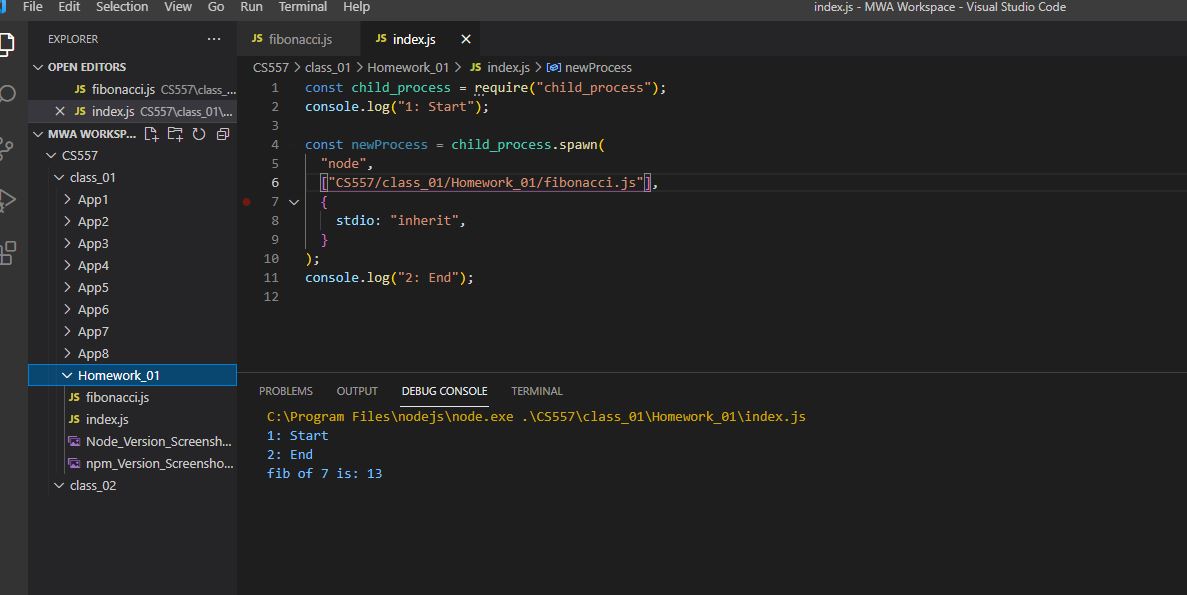 File Edit Selection View Go Run Terminal Help index.js - MWA Workspace - Visual Studio Code
EXPLORER ···
JS fibonacci.js
JS index.js
OPEN EDITORS
JS fibonacci.js CS557\class_...
JS index.js CS557\class_01\...
MWA WORKSP...
CS557
class_01
App1
App2
App3
App4
App5
App6
App7
App8
Homework_01
JS fibonacci.js
JS index.js
Node_Version_Screensh...
npm_Version_Screensho...
class_02
CS557 > class_01 > Homework_01 > JS index.js > newProcess
1 const child_process = require("child_process");
2 console.log("1: Start");
3
4 const newProcess = child_process.spawn(
5 "node",
6 ["CS557/class_01/Homework_01/fibonacci.js"],
7 {
8 stdio: "inherit",
9 }
10 );
11 console.log("2: End");
12
PROBLEMS OUTPUT DEBUG CONSOLE TERMINAL
C:\Program Files\nodejs\node.exe .\CS557\class_01\Homework_01\index.js
1: Start
2: End
fib of 7 is: 13